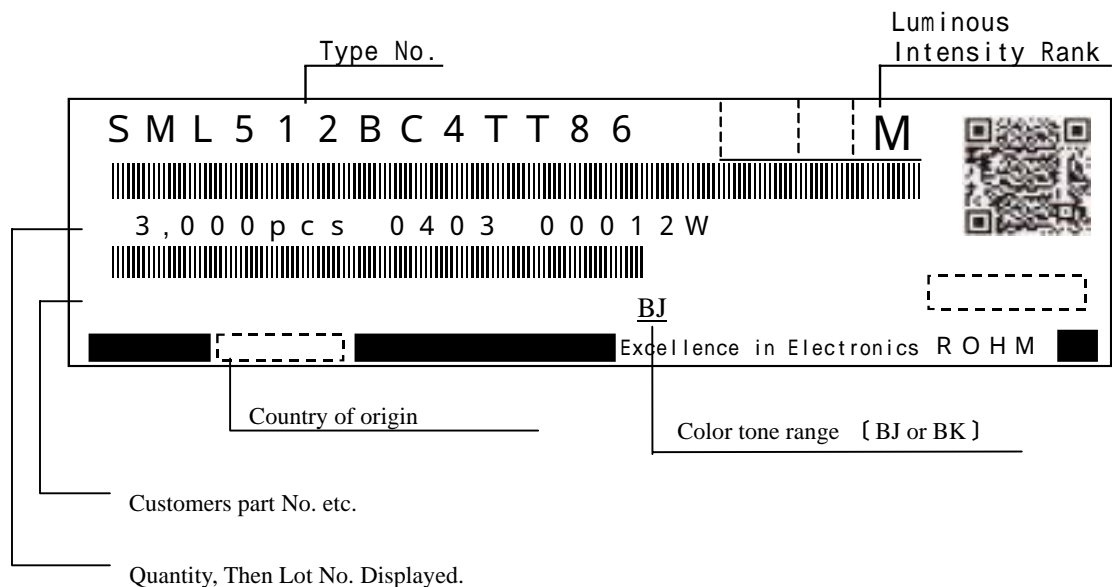 Luminous
Type No.
Intensity Rank
SML512BC4TT86 M
3,000pcs 0403 00012W
BJ
Excellence in Electronics ROHM
Country of origin
Color tone range 〔BJ or BK〕
Customers part No. etc.
Quantity, Then Lot No. Displayed.